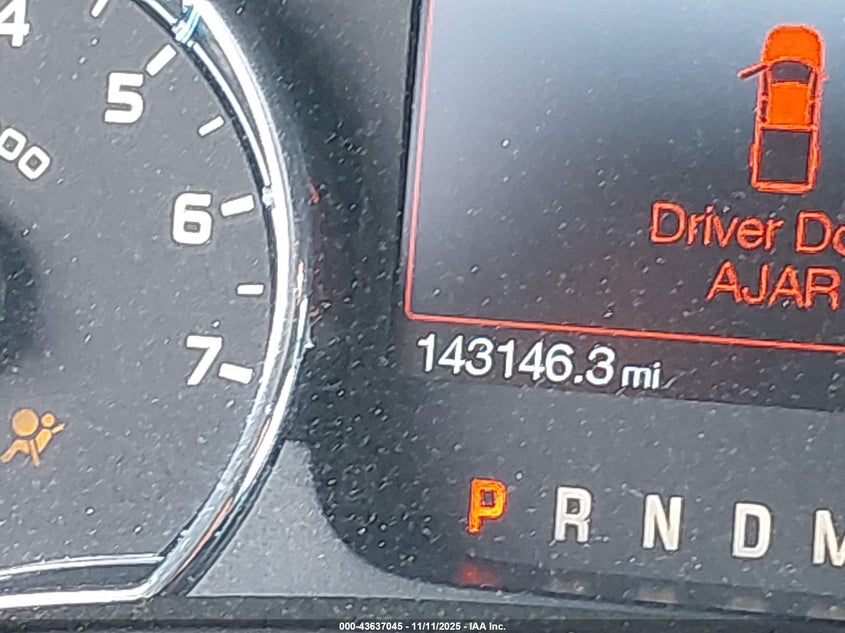 4
5
6
7
00
Driver Do
AJAR
143146.3 mi
P R N D M
000-43637045 - 11/11/2025 - IAA Inc.